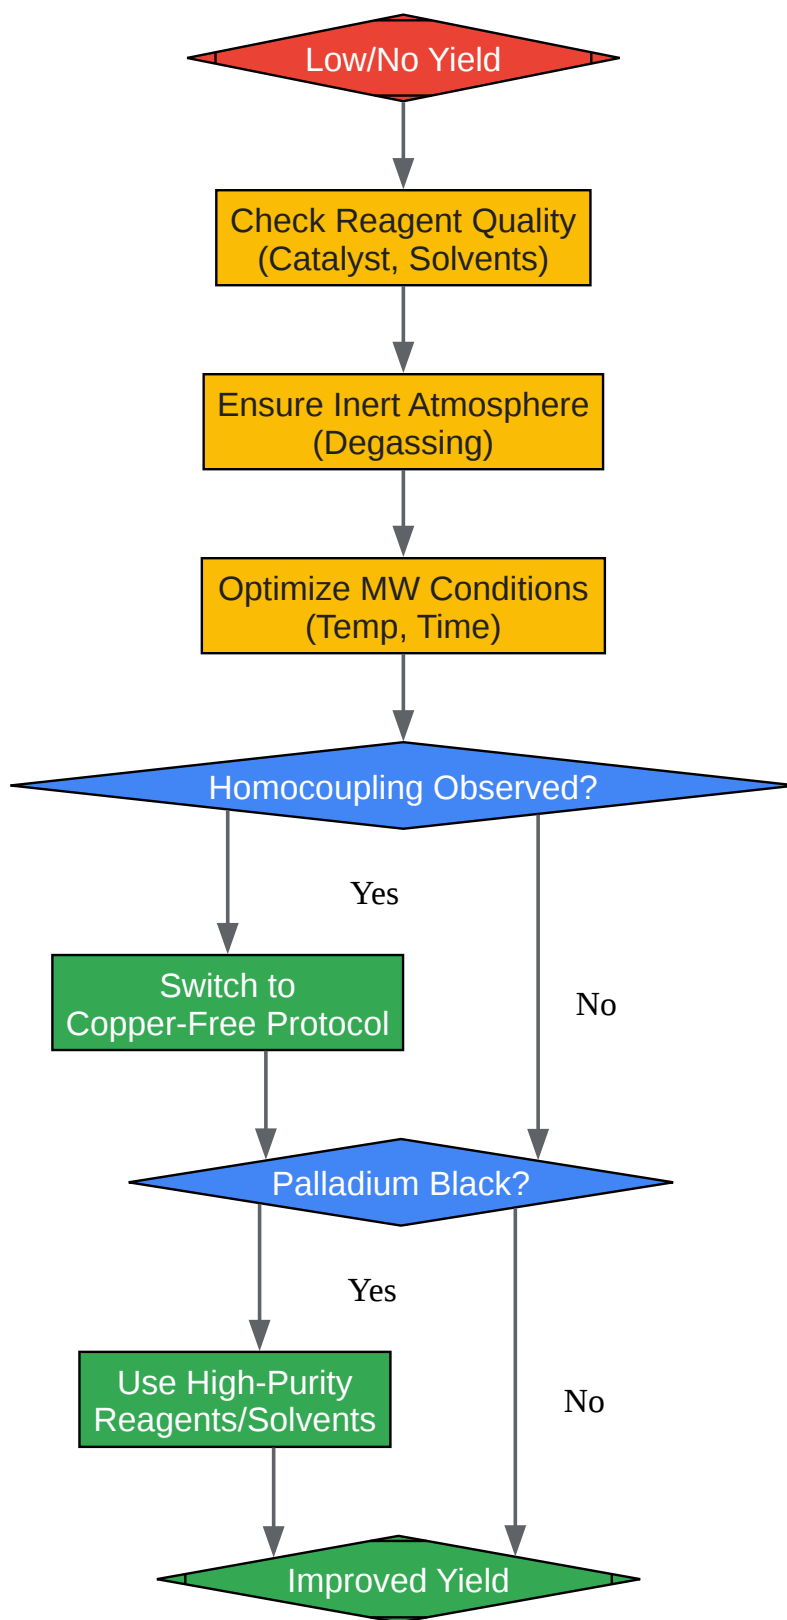 Low/No Yield
Check Reagent Quality
(Catalyst, Solvents)
Ensure Inert Atmosphere
(Degassing)
Optimize MW Conditions
(Temp, Time)
Homocoupling Observed?
Yes
Switch to
Copper-Free Protocol
No
Palladium Black?
Yes
Use High-Purity
Reagents/Solvents
No
Improved Yield